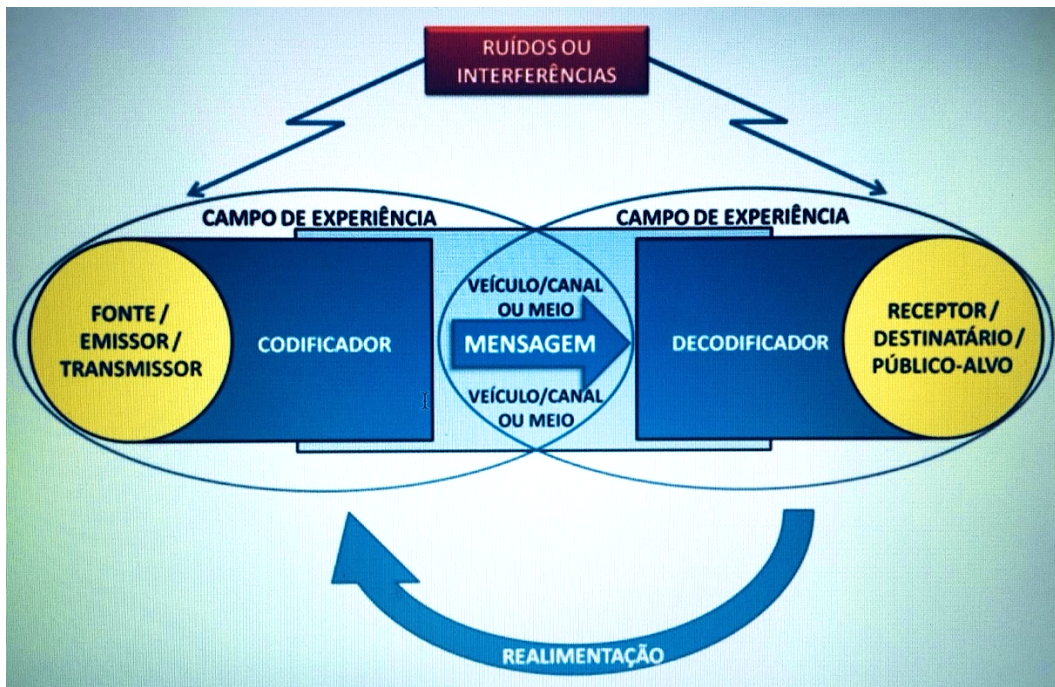 RUÍDOS OU
INTERFERÊNCIAS
CAMPO DE EXPERIÊNCIA
CAMPO DE EXPERIÊNCIA
FONTE /
EMISSOR /
TRANSMISSOR
CODIFICADOR
VEÍCULO/CANAL
OU MEIO
MENSAGEM
VEÍCULO/CANAL
OU MEIO
DECODIFICADOR
RECEPTOR /
DESTINATÁRIO /
PÚBLICO-ALVO
REALIMENTAÇÃO